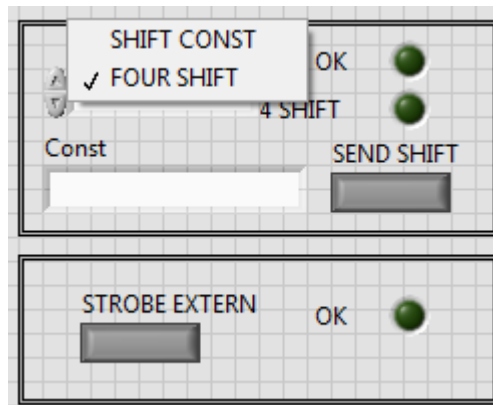 SHIFT CONST
✓ FOUR SHIFT
OK
4 SHIFT
Const
SEND SHIFT
STROBE EXTERN
OK